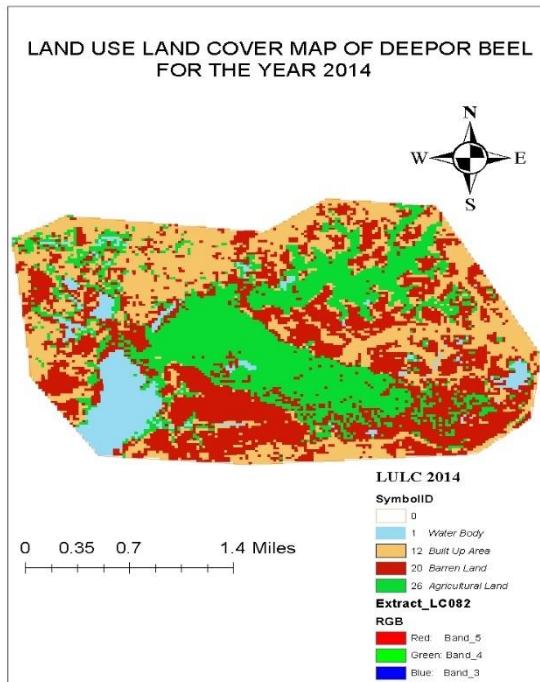 LAND USE LAND COVER MAP OF DEEPOR BEEL
FOR THE YEAR 2014
N
W E
S
LULC 2014
SymbolID
0
1 Water Body
12 Built Up Area
20 Barren Land
26 Agricultural Land
Extract_LC082
RGB
Red: Band_5
Green: Band_4
Blue: Band_3
0 0.35 0.7 1.4 Miles